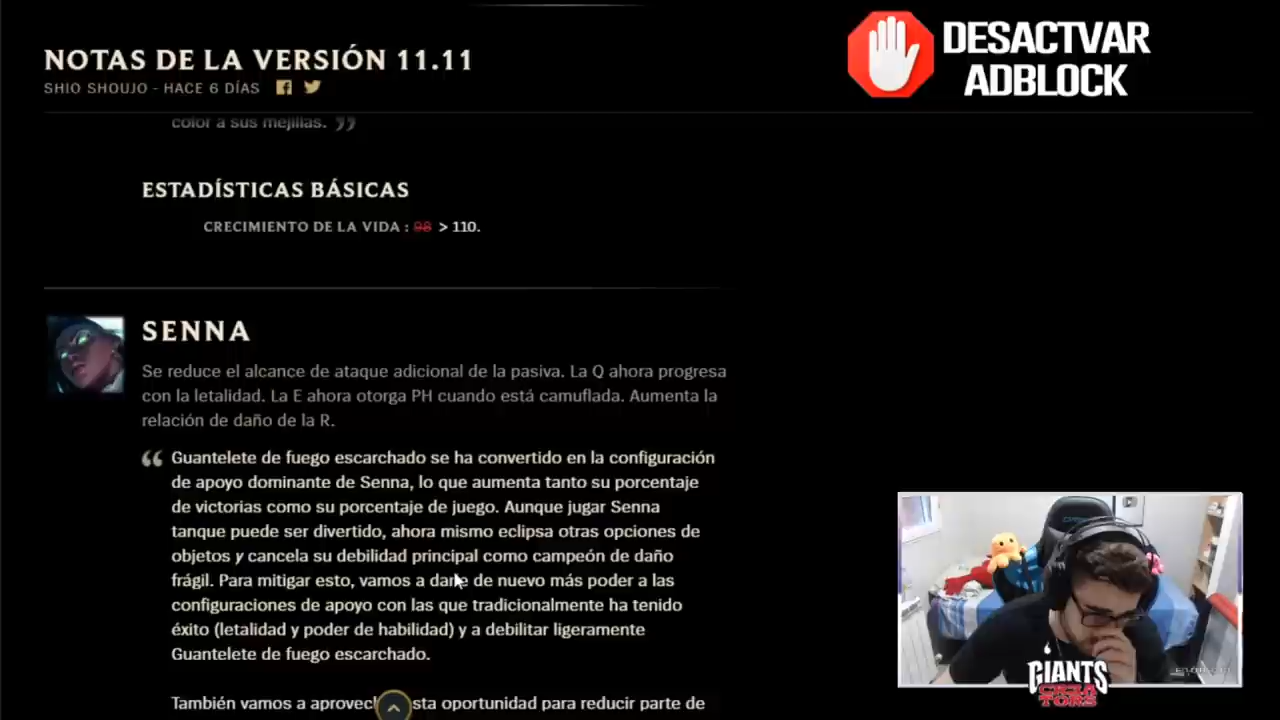 NOTAS DE LA VERSIÓN 11.11
SHIO SHOUJO - HACE 6 DÍAS
DESACTVAR
ADBLOCK
color a sus mejillas. ”
ESTADÍSTICAS BÁSICAS
CRECIMIENTO DE LA VIDA : 98 > 110.
SENNA
Se reduce el alcance de ataque adicional de la pasiva. La Q ahora progresa
con la letalidad. La E ahora otorga PH cuando está camuflada. Aumenta la
relación de daño de la R.
“ Guantelete de fuego escarchado se ha convertido en la configuración
de apoyo dominante de Senna, lo que aumenta tanto su porcentaje
de victorias como su porcentaje de juego. Aunque jugar Senna
tanque puede ser divertido, ahora mismo eclipsa otras opciones de
objetos y cancela su debilidad principal como campeón de daño
frágil. Para mitigar esto, vamos a darle de nuevo más poder a las
configuraciones de apoyo con las que tradicionalmente ha tenido
éxito (letalidad y poder de habilidad) y a debilitar ligeramente
Guantelete de fuego escarchado.
También vamos a aprovech sta oportunidad para reducir parte de
GIANTS
CREA
TORS